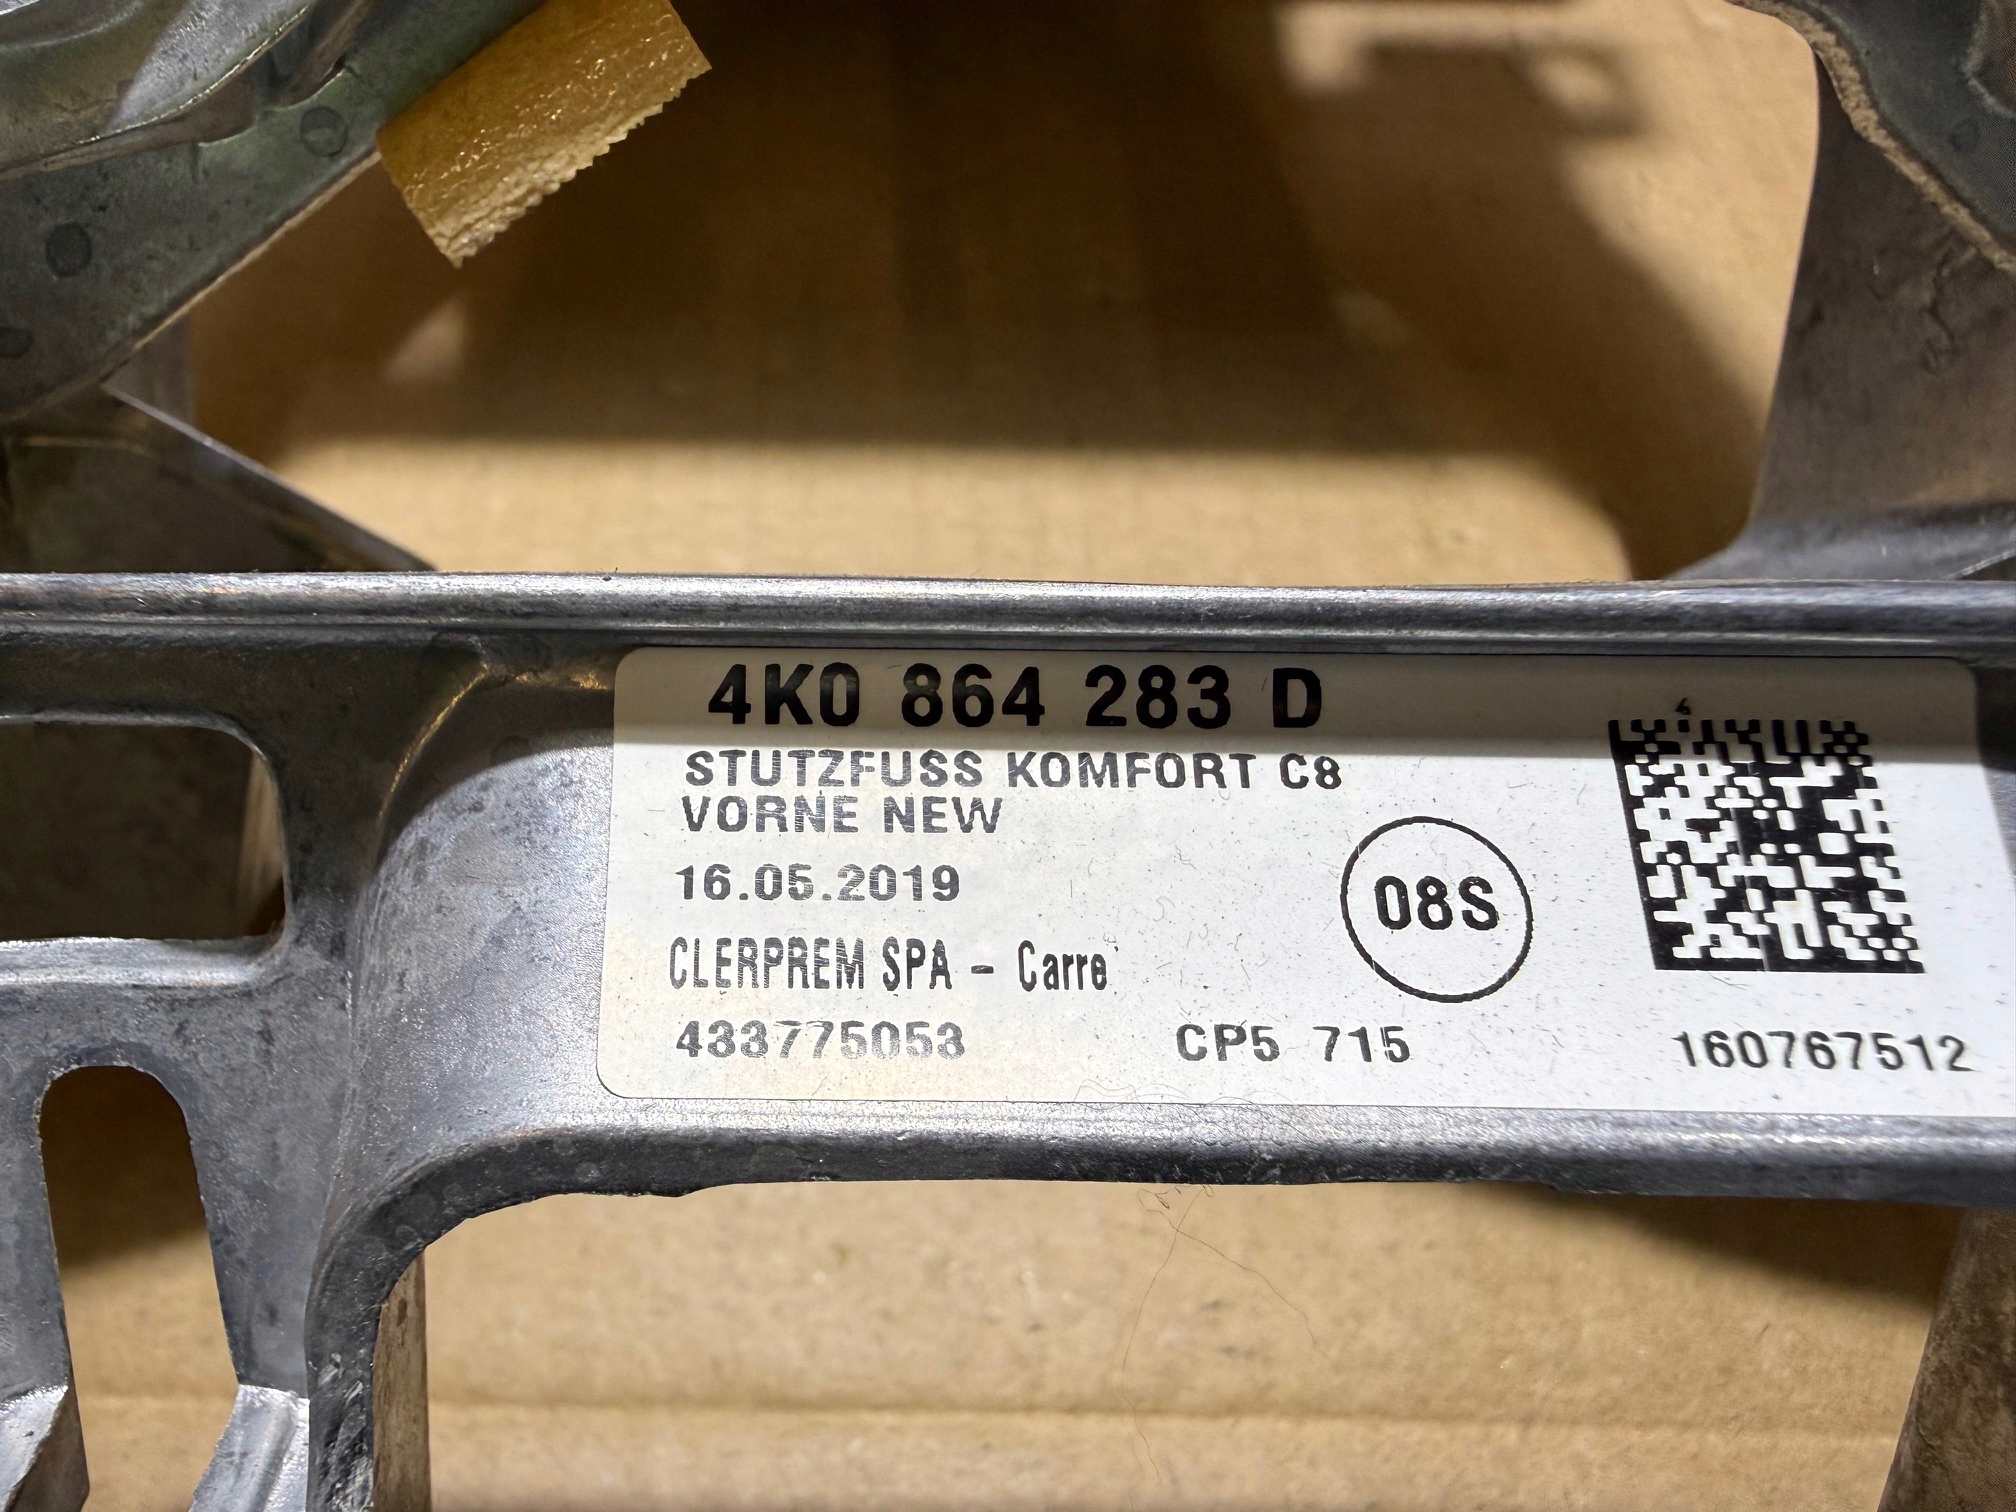 4K0 864 283 D
STUTZFUSS KOMFORT C8
VORNE NEW
16.05.2019
08S
CLERPREM SPA - Carre'
433775053 CP5 715 160767512